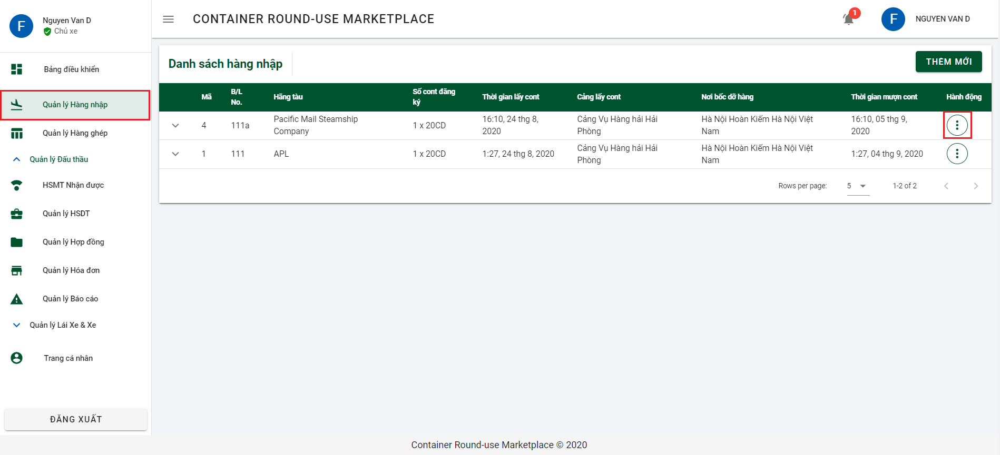 F
Nguyen Van D
Chủ xe
Bảng điều khiển
Quản lý Hàng nhập
Quản lý Hàng ghép
Quản lý Đấu thầu
HSMT Nhận được
Quản lý HSDT
Quản lý Hợp đồng
Quản lý Hóa đơn
Quản lý Báo cáo
Quản lý Lái Xe & Xe
Trang cá nhân
ĐĂNG XUẤT
CONTAINER ROUND-USE MARKETPLACE
1
F
NGUYEN VAN D
Danh sách hàng nhập
THÊM MỚI
Mã
B/L
No.
Hãng tàu
Số cont đăng
ký
Thời gian lấy cont
Cảng lấy cont
Nơi bốc dỡ hàng
Thời gian mượn cont
Hành động
4
111a
Pacific Mail Steamship
Company
1 x 20CD
16:10, 24 thg 8,
2020
Cảng Vụ Hàng hải Hải
Phòng
Hà Nội Hoàn Kiếm Hà Nội Việt
Nam
16:10, 05 thg 9,
2020
1
111
APL
1 x 20CD
1:27, 24 thg 8, 2020
Cảng Vụ Hàng hải Hải
Phòng
Hà Nội Hoàn Kiếm Hà Nội Việt
Nam
1:27, 04 thg 9, 2020
Rows per page:
5
1-2 of 2
Container Round-use Marketplace © 2020